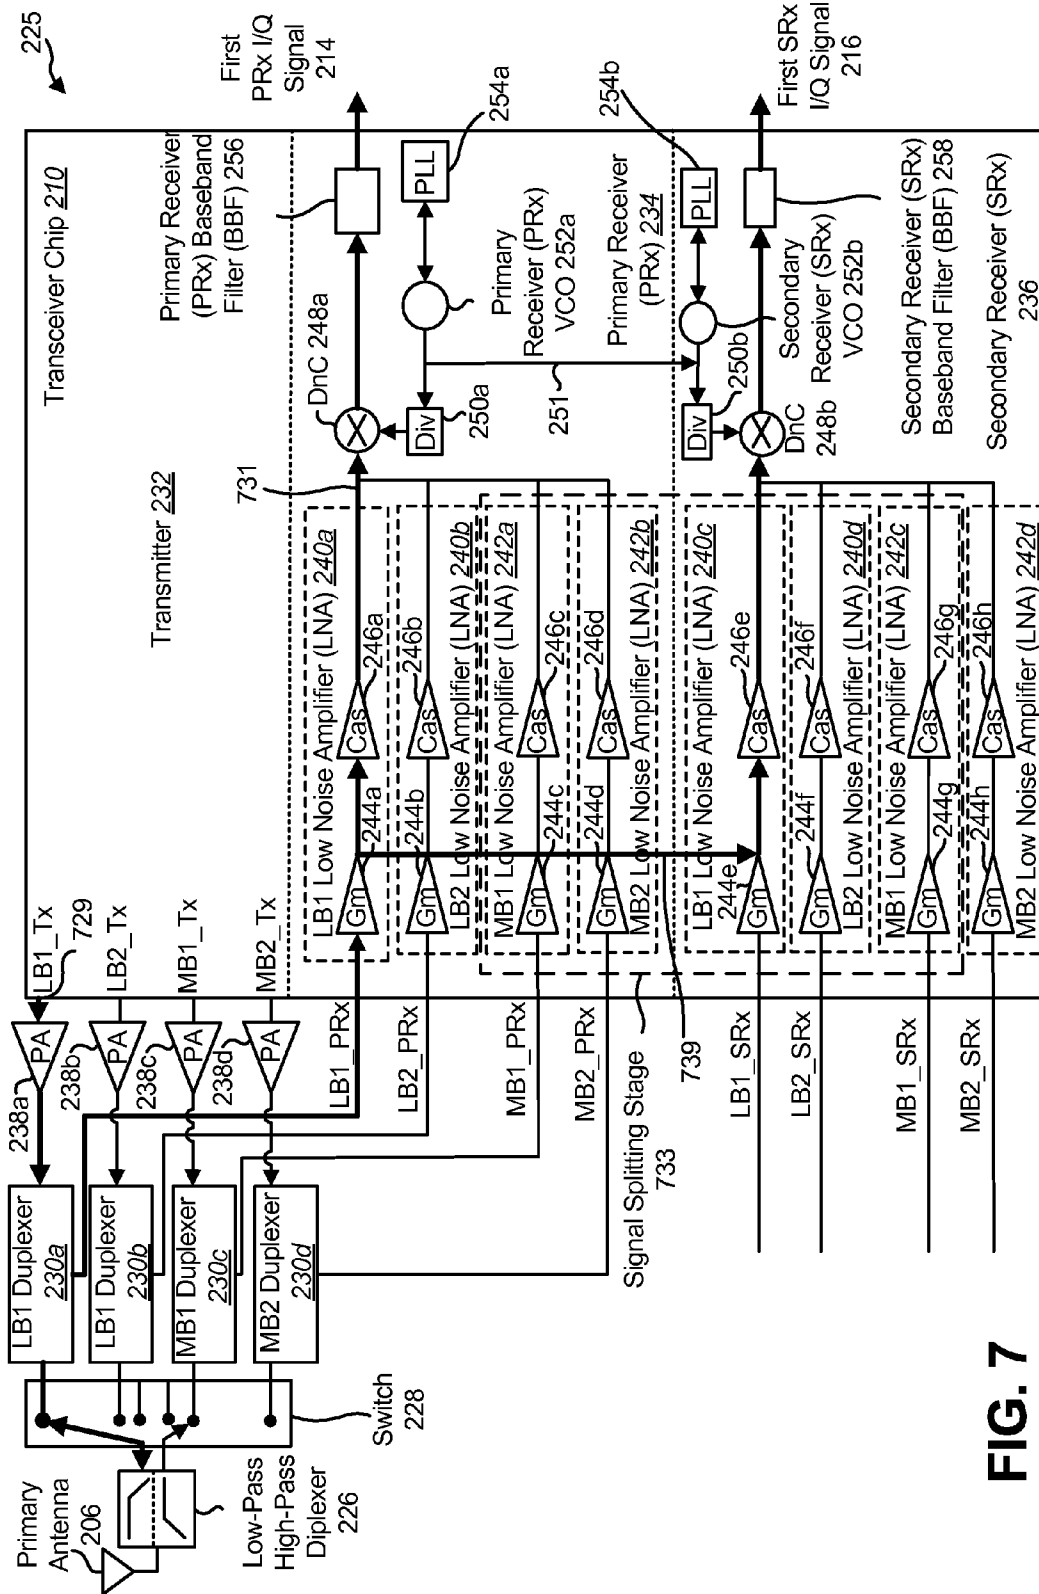 225
Transceiver Chip 210
Transmitter 232
Primary
Antenna
206
Low-Pass
High-Pass
Diplexer
226
Switch
228
LB1 Duplexer
230a
LB1 Duplexer
230b
MB1 Duplexer
230c
MB2 Duplexer
230d
238a
PA
238b
PA
238c
PA
238d
PA
LB1_Tx
729
LB2_Tx
MB1_Tx
MB2_Tx
LB1_PRx
LB2_PRx
MB1_PRx
MB2_PRx
Signal Splitting Stage
733
739
LB1_SRx
LB2_SRx
MB1_SRx
MB2_SRx
LB1 Low Noise Amplifier (LNA) 240a
Gm
244a
Cas
246a
Gm
244b
Cas
246b
LB2 Low Noise Amplifier (LNA) 240b
MB1 Low Noise Amplifier (LNA) 242a
Gm
244c
Cas
246c
Gm
244d
Cas
246d
MB2 Low Noise Amplifier (LNA) 242b
LB1 Low Noise Amplifier (LNA) 240c
244e
Gm
Cas
246e
Gm
244f
Cas
246f
LB2 Low Noise Amplifier (LNA) 240d
MB1 Low Noise Amplifier (LNA) 242c
Gm
244g
Cas
246g
Gm
244h
Cas
246h
MB2 Low Noise Amplifier (LNA) 242d
731
DnC 248a
Div
250a
Primary Receiver
(PRx) Baseband
Filter (BBF) 256
First
PRx I/Q
Signal
214
PLL
254a
Primary
Receiver (PRx)
VCO 252a
251
Primary Receiver
(PRx) 234
254b
PLL
Div
250b
DnC
248b
Secondary
Receiver (SRx)
VCO 252b
First SRx
I/Q Signal
216
Secondary Receiver (SRx)
Baseband Filter (BBF) 258
Secondary Receiver (SRx)
236
FIG. 7